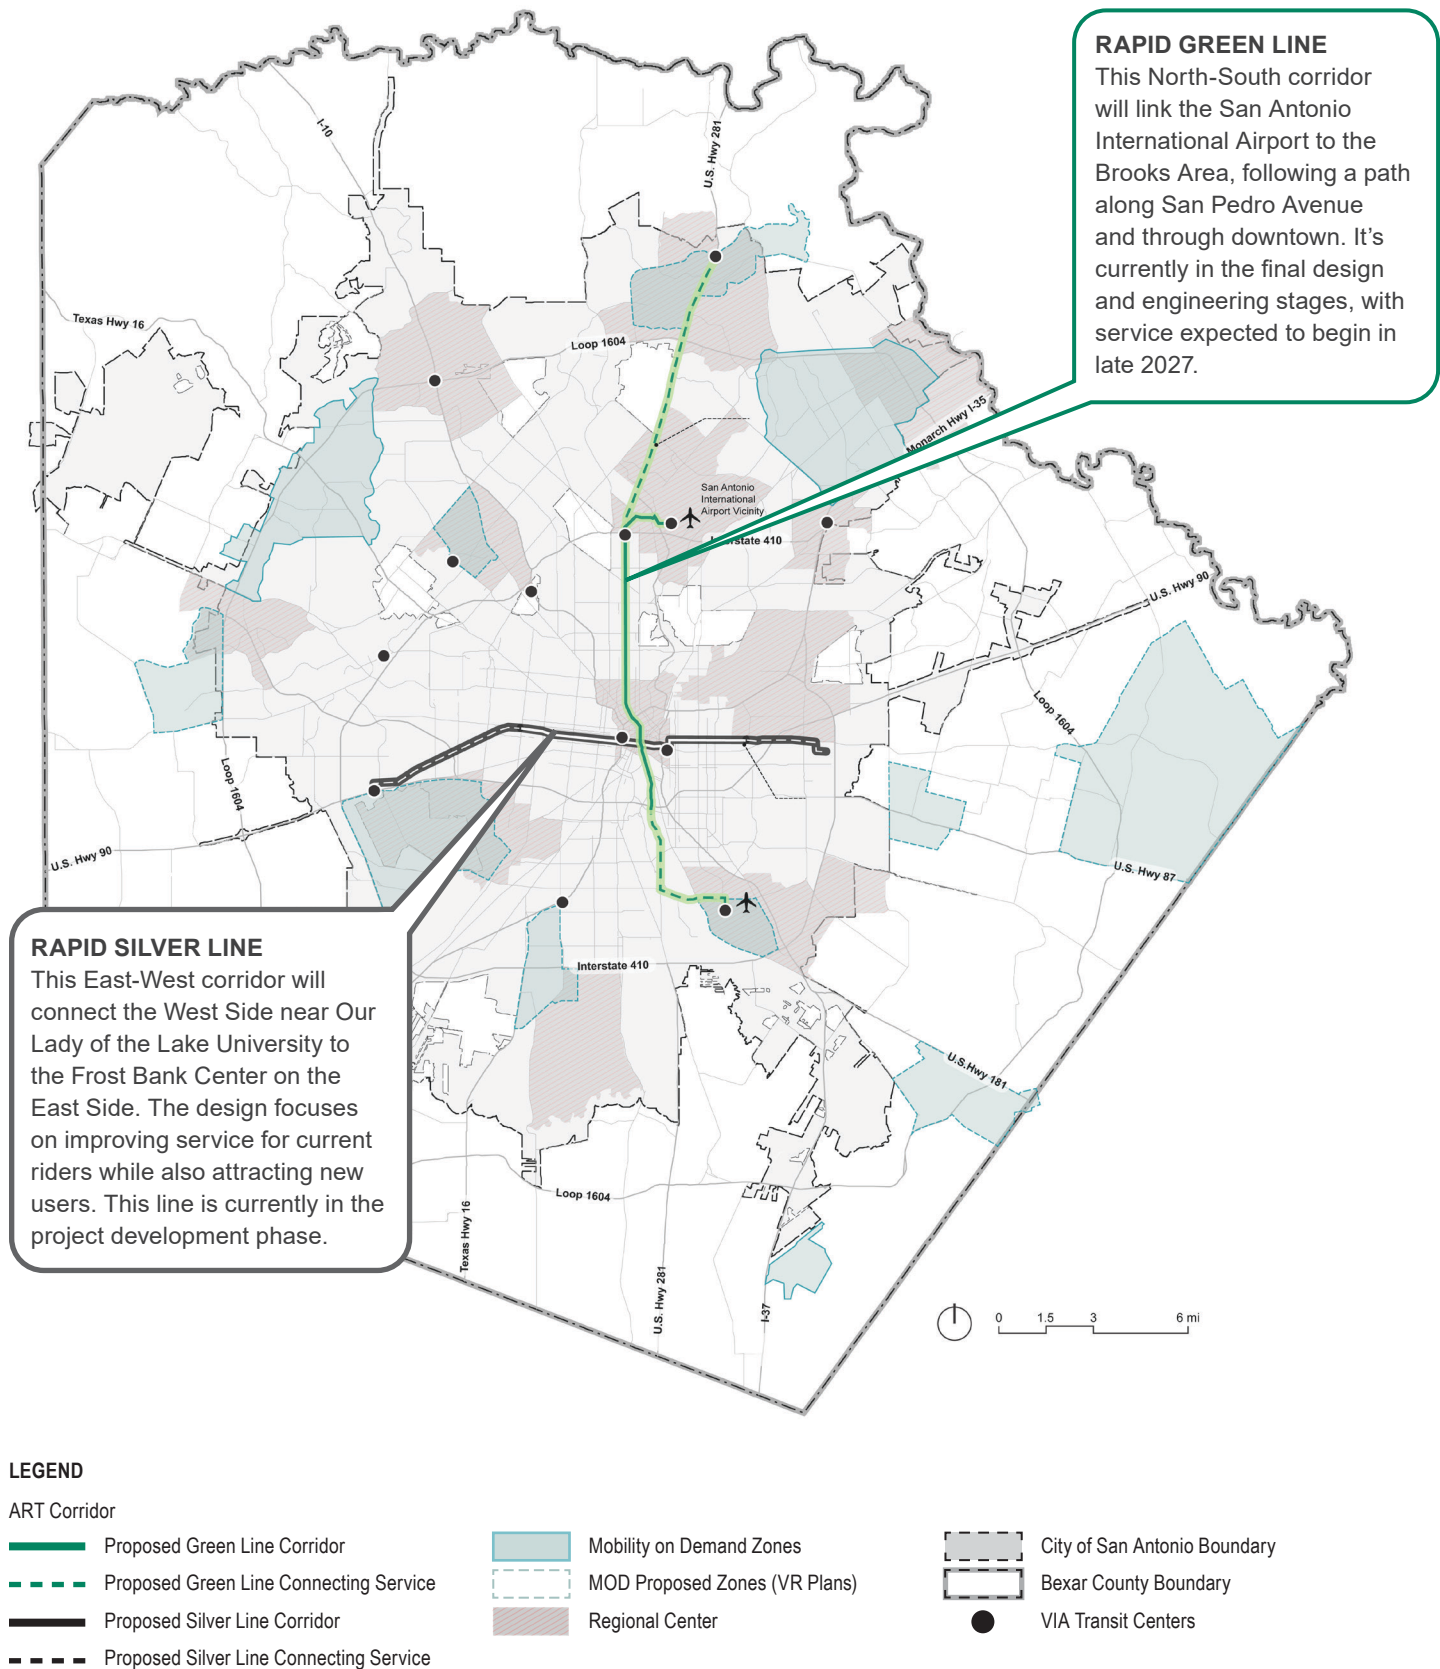 RAPID GREEN LINE
This North-South corridor
will link the San Antonio
International Airport to the
Brooks Area, following a path
along San Pedro Avenue
and through downtown. It’s
currently in the final design
and engineering stages, with
service expected to begin in
late 2027.
I-10
U.S. Hwy 281
Texas Hwy 16
Loop 1604
Monarch Hwy I-35
San Antonio
International
Airport Vicinity
Interstate 410
U.S. Hwy 90
Loop 1604
Loop 1604
U.S. Hwy 90
U.S. Hwy 87
RAPID SILVER LINE
This East-West corridor will
connect the West Side near Our
Lady of the Lake University to
the Frost Bank Center on the
East Side. The design focuses
on improving service for current
riders while also attracting new
users. This line is currently in the
project development phase.
Interstate 410
U.S.Hwy 181
Loop 1604
Texas Hwy 16
U.S. Hwy 281
I-37
0 1.5 3 6 mi
LEGEND
ART Corridor
Proposed Green Line Corridor
Proposed Green Line Connecting Service
Proposed Silver Line Corridor
Proposed Silver Line Connecting Service
Mobility on Demand Zones
MOD Proposed Zones (VR Plans)
Regional Center
City of San Antonio Boundary
Bexar County Boundary
VIA Transit Centers